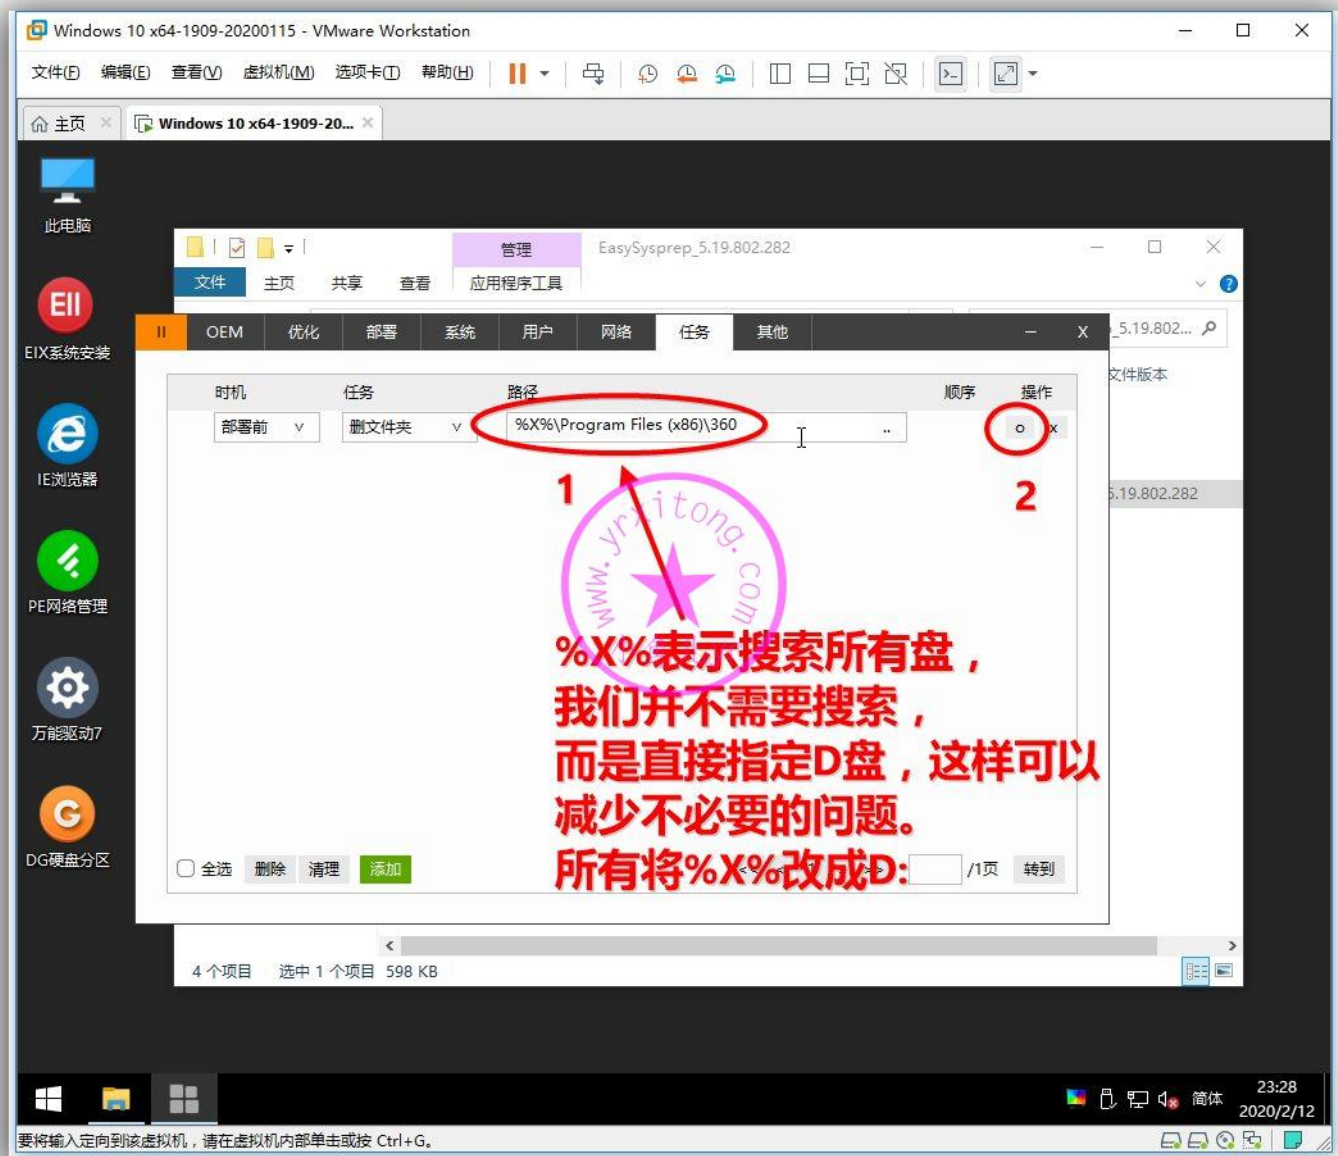 Windows 10 x64-1909-20200115 - VMware Workstation
文件(F) 编辑(E) 查看(V) 虚拟机(M) 选项卡(T) 帮助(H)
主页 Windows 10 x64-1909-20...
此电脑
管理 EasySysprep_5.19.802.282
文件 主页 共享 查看 应用程序工具
EII
EIX系统安装
II OEM 优化 部署 系统 用户 网络 任务 其他 - X
_5.19.802...
文件版本
时机 任务 路径 顺序 操作
部署前 v 删文件夹 v %X%\Program Files (x86)\360 .. o x
IE浏览器
1 2
5.19.802.282
www.yrxitong.com
PE网络管理
%X%表示搜索所有盘，
我们并不需要搜索，
而是直接指定D盘，这样可以
减少不必要的问题。
所有将%X%改成D:
万能驱动7
G
DG硬盘分区
全选 删除 清理 添加 /1页 转到
4 个项目 选中 1 个项目 598 KB
简体 23:28
2020/2/12
要将输入定向到该虚拟机，请在虚拟机内部单击或按 Ctrl+G。